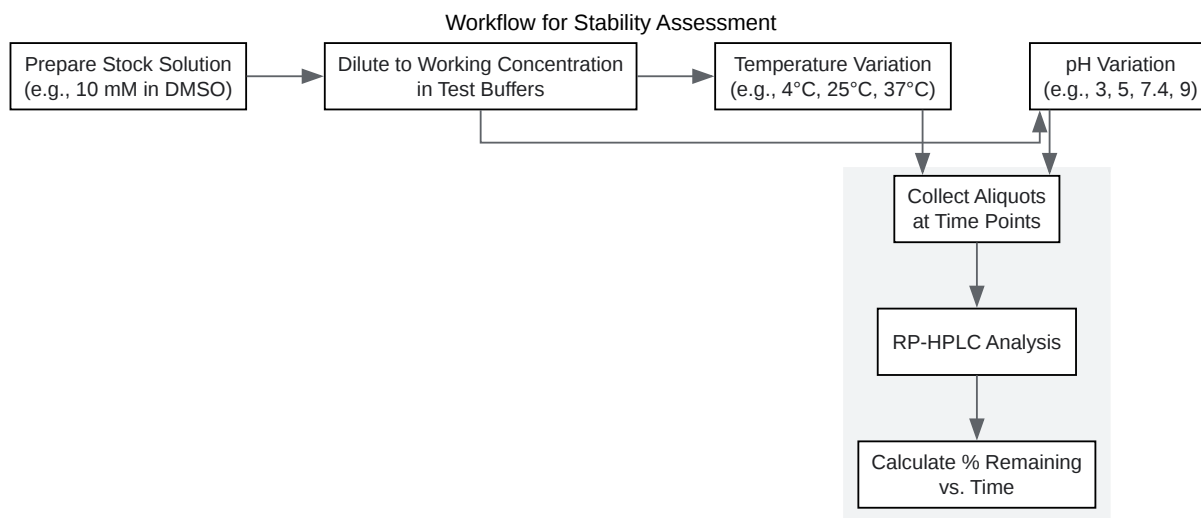 Workflow for Stability Assessment
Prepare Stock Solution
(e.g., 10 mM in DMSO)
Dilute to Working Concentration
in Test Buffers
Temperature Variation
(e.g., 4°C, 25°C, 37°C)
pH Variation
(e.g., 3, 5, 7.4, 9)
Collect Aliquots
at Time Points
RP-HPLC Analysis
Calculate % Remaining
vs. Time